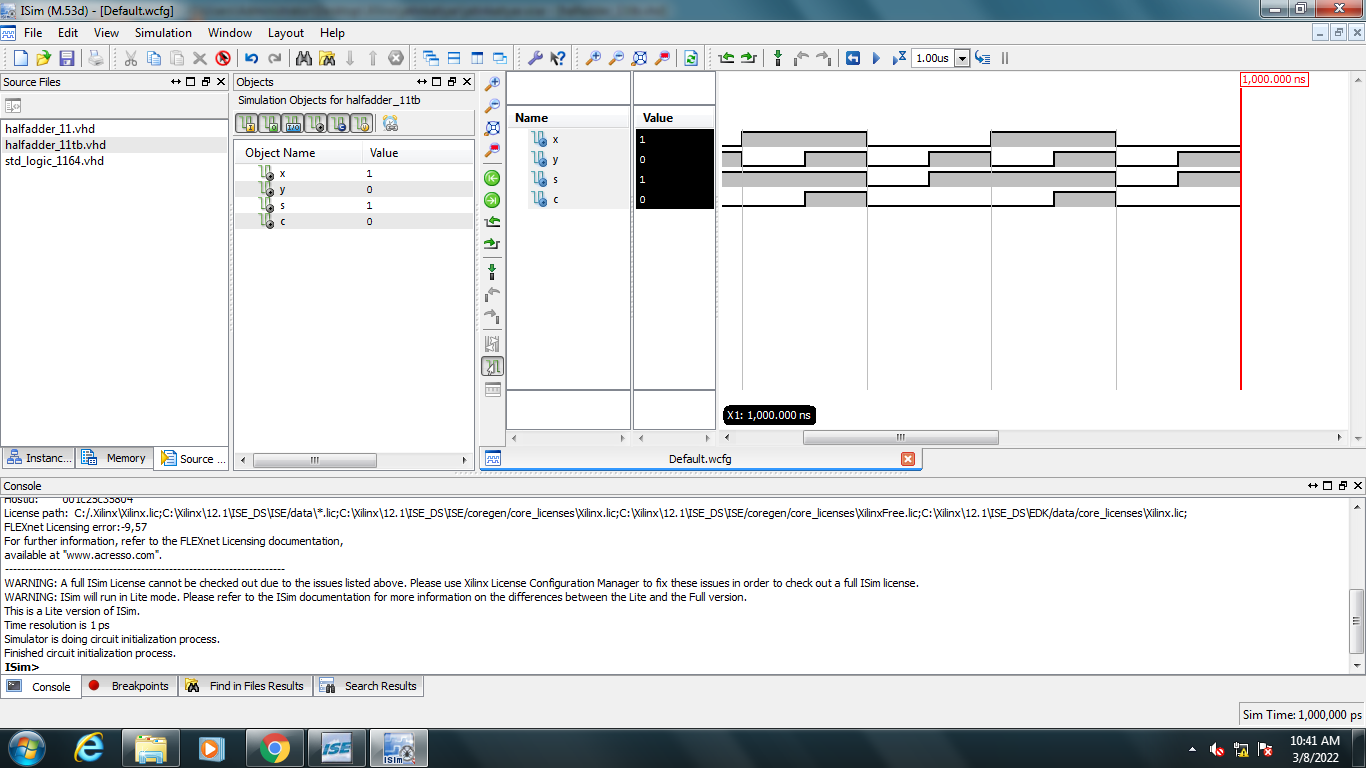 ISim (M.53d) - [Default.wcfg]
File Edit View Simulation Window Layout Help
1.00us
Source Files
halfadder_11.vhd
halfadder_11tb.vhd
std_logic_1164.vhd
Instanc... Memory Source ...
Objects
Simulation Objects for halfadder_11tb
Object Name Value
x 1
y 0
s 1
c 0
Name Value
x 1
y 0
s 1
c 0
1,000.000 ns
X1: 1,000.000 ns
Default.wcfg
Console
HostId: 001c25c35804
License path: C:/.Xilinx\Xilinx.lic;C:\Xilinx\12.1\ISE_DS\ISE/data\*.lic;C:\Xilinx\12.1\ISE_DS\ISE/coregen/core_licenses\Xilinx.lic;C:\Xilinx\12.1\ISE_DS\ISE/coregen/core_licenses\XilinxFree.lic;C:\Xilinx\12.1\ISE_DS\EDK/data/core_licenses\Xilinx.lic;
FLEXnet Licensing error:-9,57
For further information, refer to the FLEXnet Licensing documentation,
available at "www.acresso.com".
--------------------------------------------------------------------------------
WARNING: A full ISim License cannot be checked out due to the issues listed above. Please use Xilinx License Configuration Manager to fix these issues in order to check out a full ISim license.
WARNING: ISim will run in Lite mode. Please refer to the ISim documentation for more information on the differences between the Lite and the Full version.
This is a Lite version of ISim.
Time resolution is 1 ps
Simulator is doing circuit initialization process.
Finished circuit initialization process.
ISim>
Console Breakpoints Find in Files Results Search Results
Sim Time: 1,000,000 ps
ISE
ISim
10:41 AM
3/8/2022